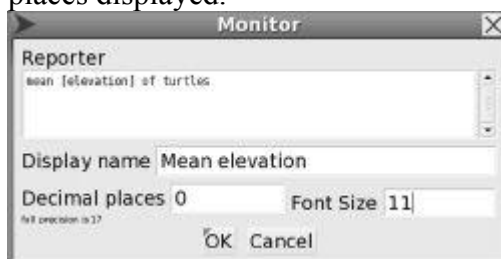 places displayed.
Monitor
Reporter
mean [elevation] of turtles
Display name Mean elevation
Decimal places 0 Font Size 11
full precision is 17
OK Cancel